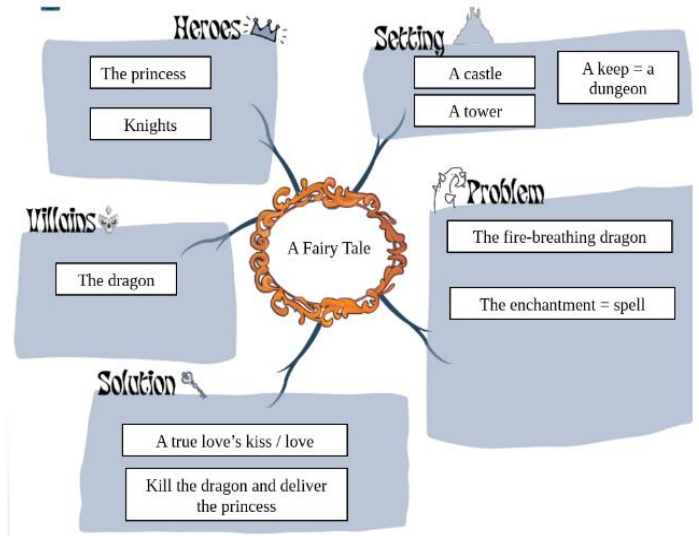 Heroes
The princess
Knights
Setting
A castle
A tower
A keep = a
dungeon
Villains
The dragon
A Fairy Tale
Problem
The fire-breathing dragon
The enchantment = spell
Solution
A true love's kiss / love
Kill the dragon and deliver
the princess